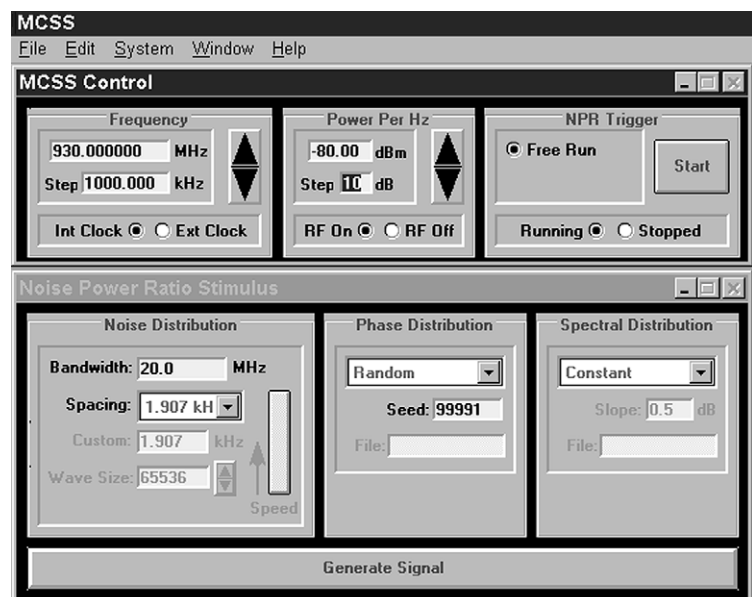 MCSS
File Edit System Window Help
MCSS Control
Frequency
930.000000 MHz
Step 1000.000 kHz
Int Clock Ext Clock
Power Per Hz
-80.00 dBm
Step 10 dB
RF On RF Off
NPR Trigger
Free Run
Start
Running Stopped
Noise Power Ratio Stimulus
Noise Distribution
Bandwidth: 20.0 MHz
Spacing: 1.907 kH
Custom: 1.907 kHz
Wave Size: 65536
Speed
Phase Distribution
Random
Seed: 99991
File:
Spectral Distribution
Constant
Slope: 0.5 dB
File:
Generate Signal